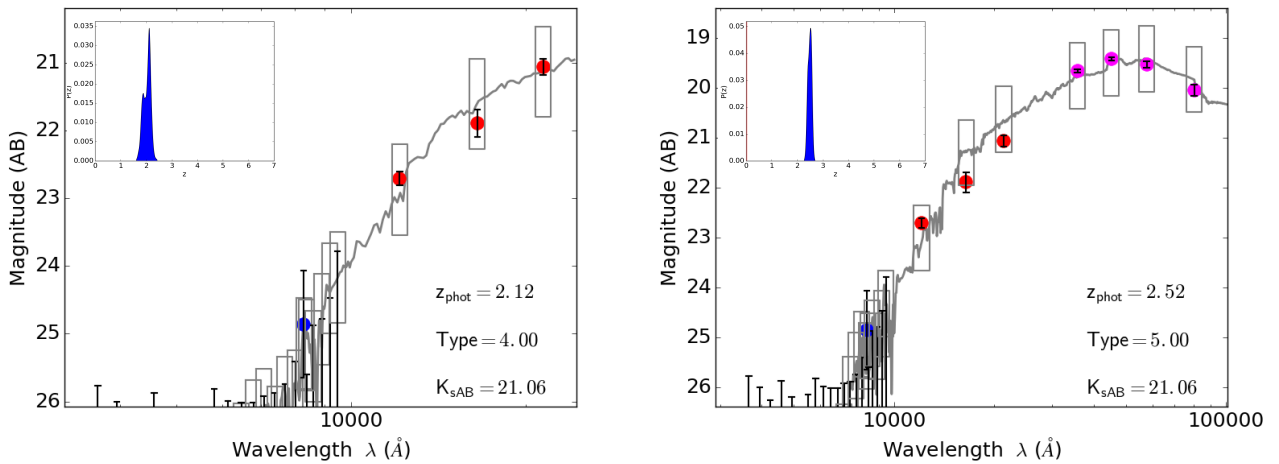 0.035
0.030
0.025
0.020
0.015
0.010
0.005
0.000
P(z)
0 1 2 3 4 5 6 7
z
21
22
23
24
25
26
Magnitude (AB)
z_phot = 2.12
Type = 4.00
K_sAB = 21.06
10000
Wavelength λ (Å)
0.05
0.04
0.03
0.02
0.01
0.00
P(z)
0 1 2 3 4 5 6 7
z
19
20
21
22
23
24
25
26
Magnitude (AB)
z_phot = 2.52
Type = 5.00
K_sAB = 21.06
10000 100000
Wavelength λ (Å)